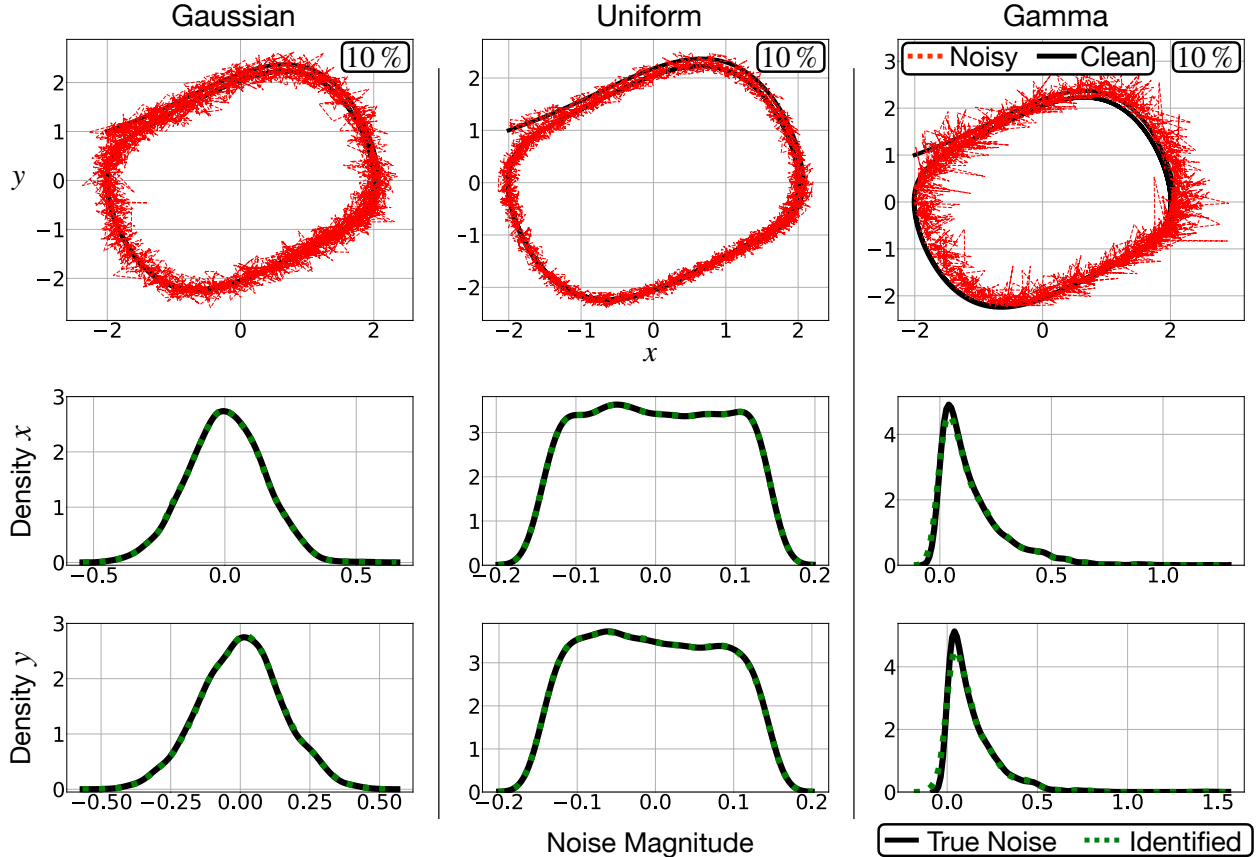 Gaussian
Uniform
Gamma
10 %
10 %
Noisy Clean
10 %
2
1
0
−1
−2
y
−2 0 2
2
1
0
−1
−2
−2 −1 0 1 2
x
3
2
1
0
−1
−2
−2 0 2
Density x
3
2
1
0
−0.5 0.0 0.5
3
2
1
0
−0.2 −0.1 0.0 0.1 0.2
4
2
0
0.0 0.5 1.0
Density y
3
2
1
0
−0.50 −0.25 0.00 0.25 0.50
3
2
1
0
−0.2 −0.1 0.0 0.1 0.2
4
2
0
0.0 0.5 1.0 1.5
Noise Magnitude
True Noise Identified